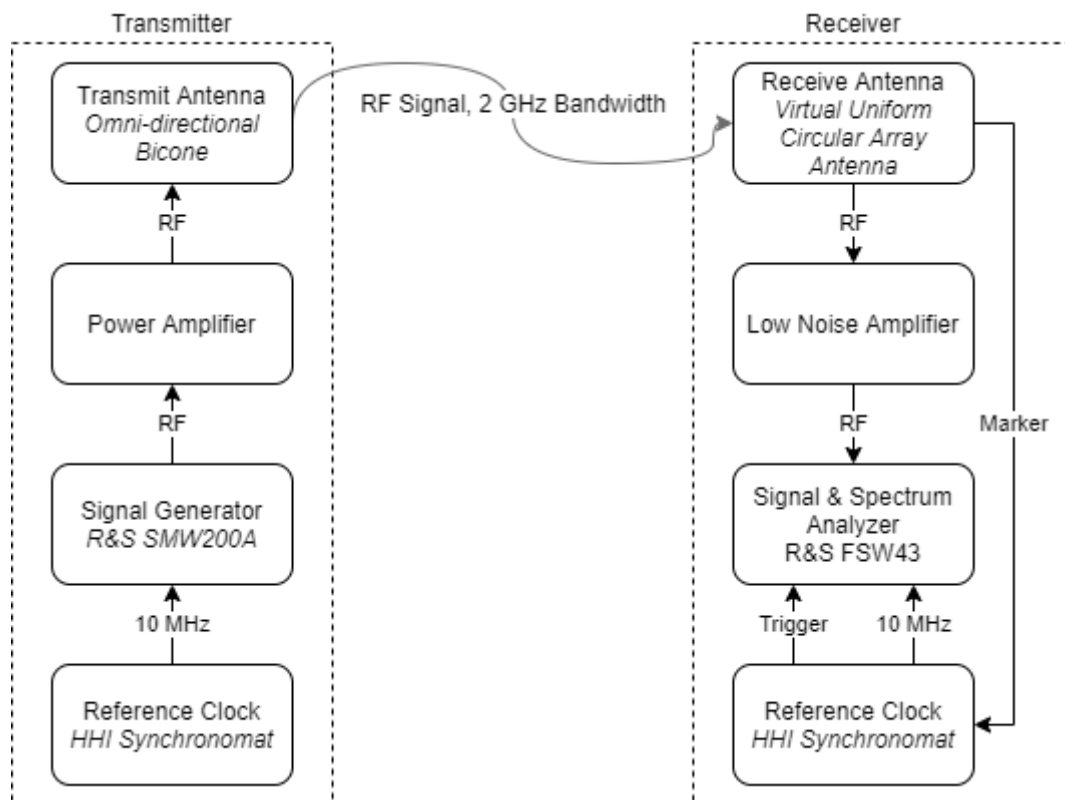 Transmitter
Receiver
Transmit Antenna
Omni-directional
Bicone
RF Signal, 2 GHz Bandwidth
Receive Antenna
Virtual Uniform
Circular Array
Antenna
RF
RF
Power Amplifier
Low Noise Amplifier
RF
RF
Marker
Signal Generator
R&S SMW200A
Signal & Spectrum
Analyzer
R&S FSW43
10 MHz
Trigger
10 MHz
Reference Clock
HHI Synchronomat
Reference Clock
HHI Synchronomat